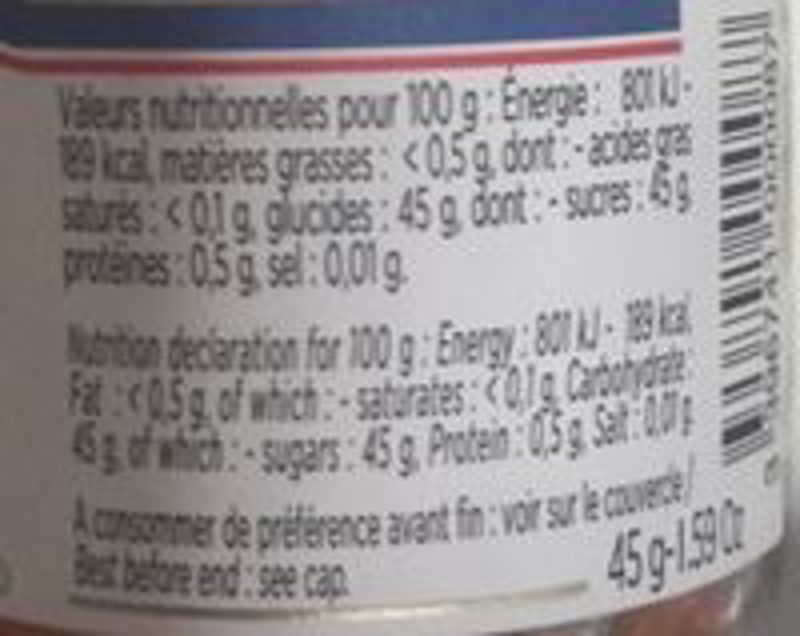 Valeurs nutritionnelles pour 100 g : Énergie : 801 kJ -
189 kcal, matières grasses : < 0,5 g, dont : - acides gras
saturés : < 0,1 g, glucides : 45 g, dont : - sucres : 45 g,
protéines : 0,5 g, sel : 0,01 g.
Nutrition declaration for 100 g : Energy : 801 kJ - 189 kcal,
Fat : < 0,5 g, of which : - saturates : < 0,1 g, Carbohydrate :
45 g, of which : - sugars : 45 g, Protein : 0,5 g, Salt : 0,01 g
A consommer de préférence avant fin : voir sur le couvercle /
Best before end : see cap.
45 g-1.59 Oz